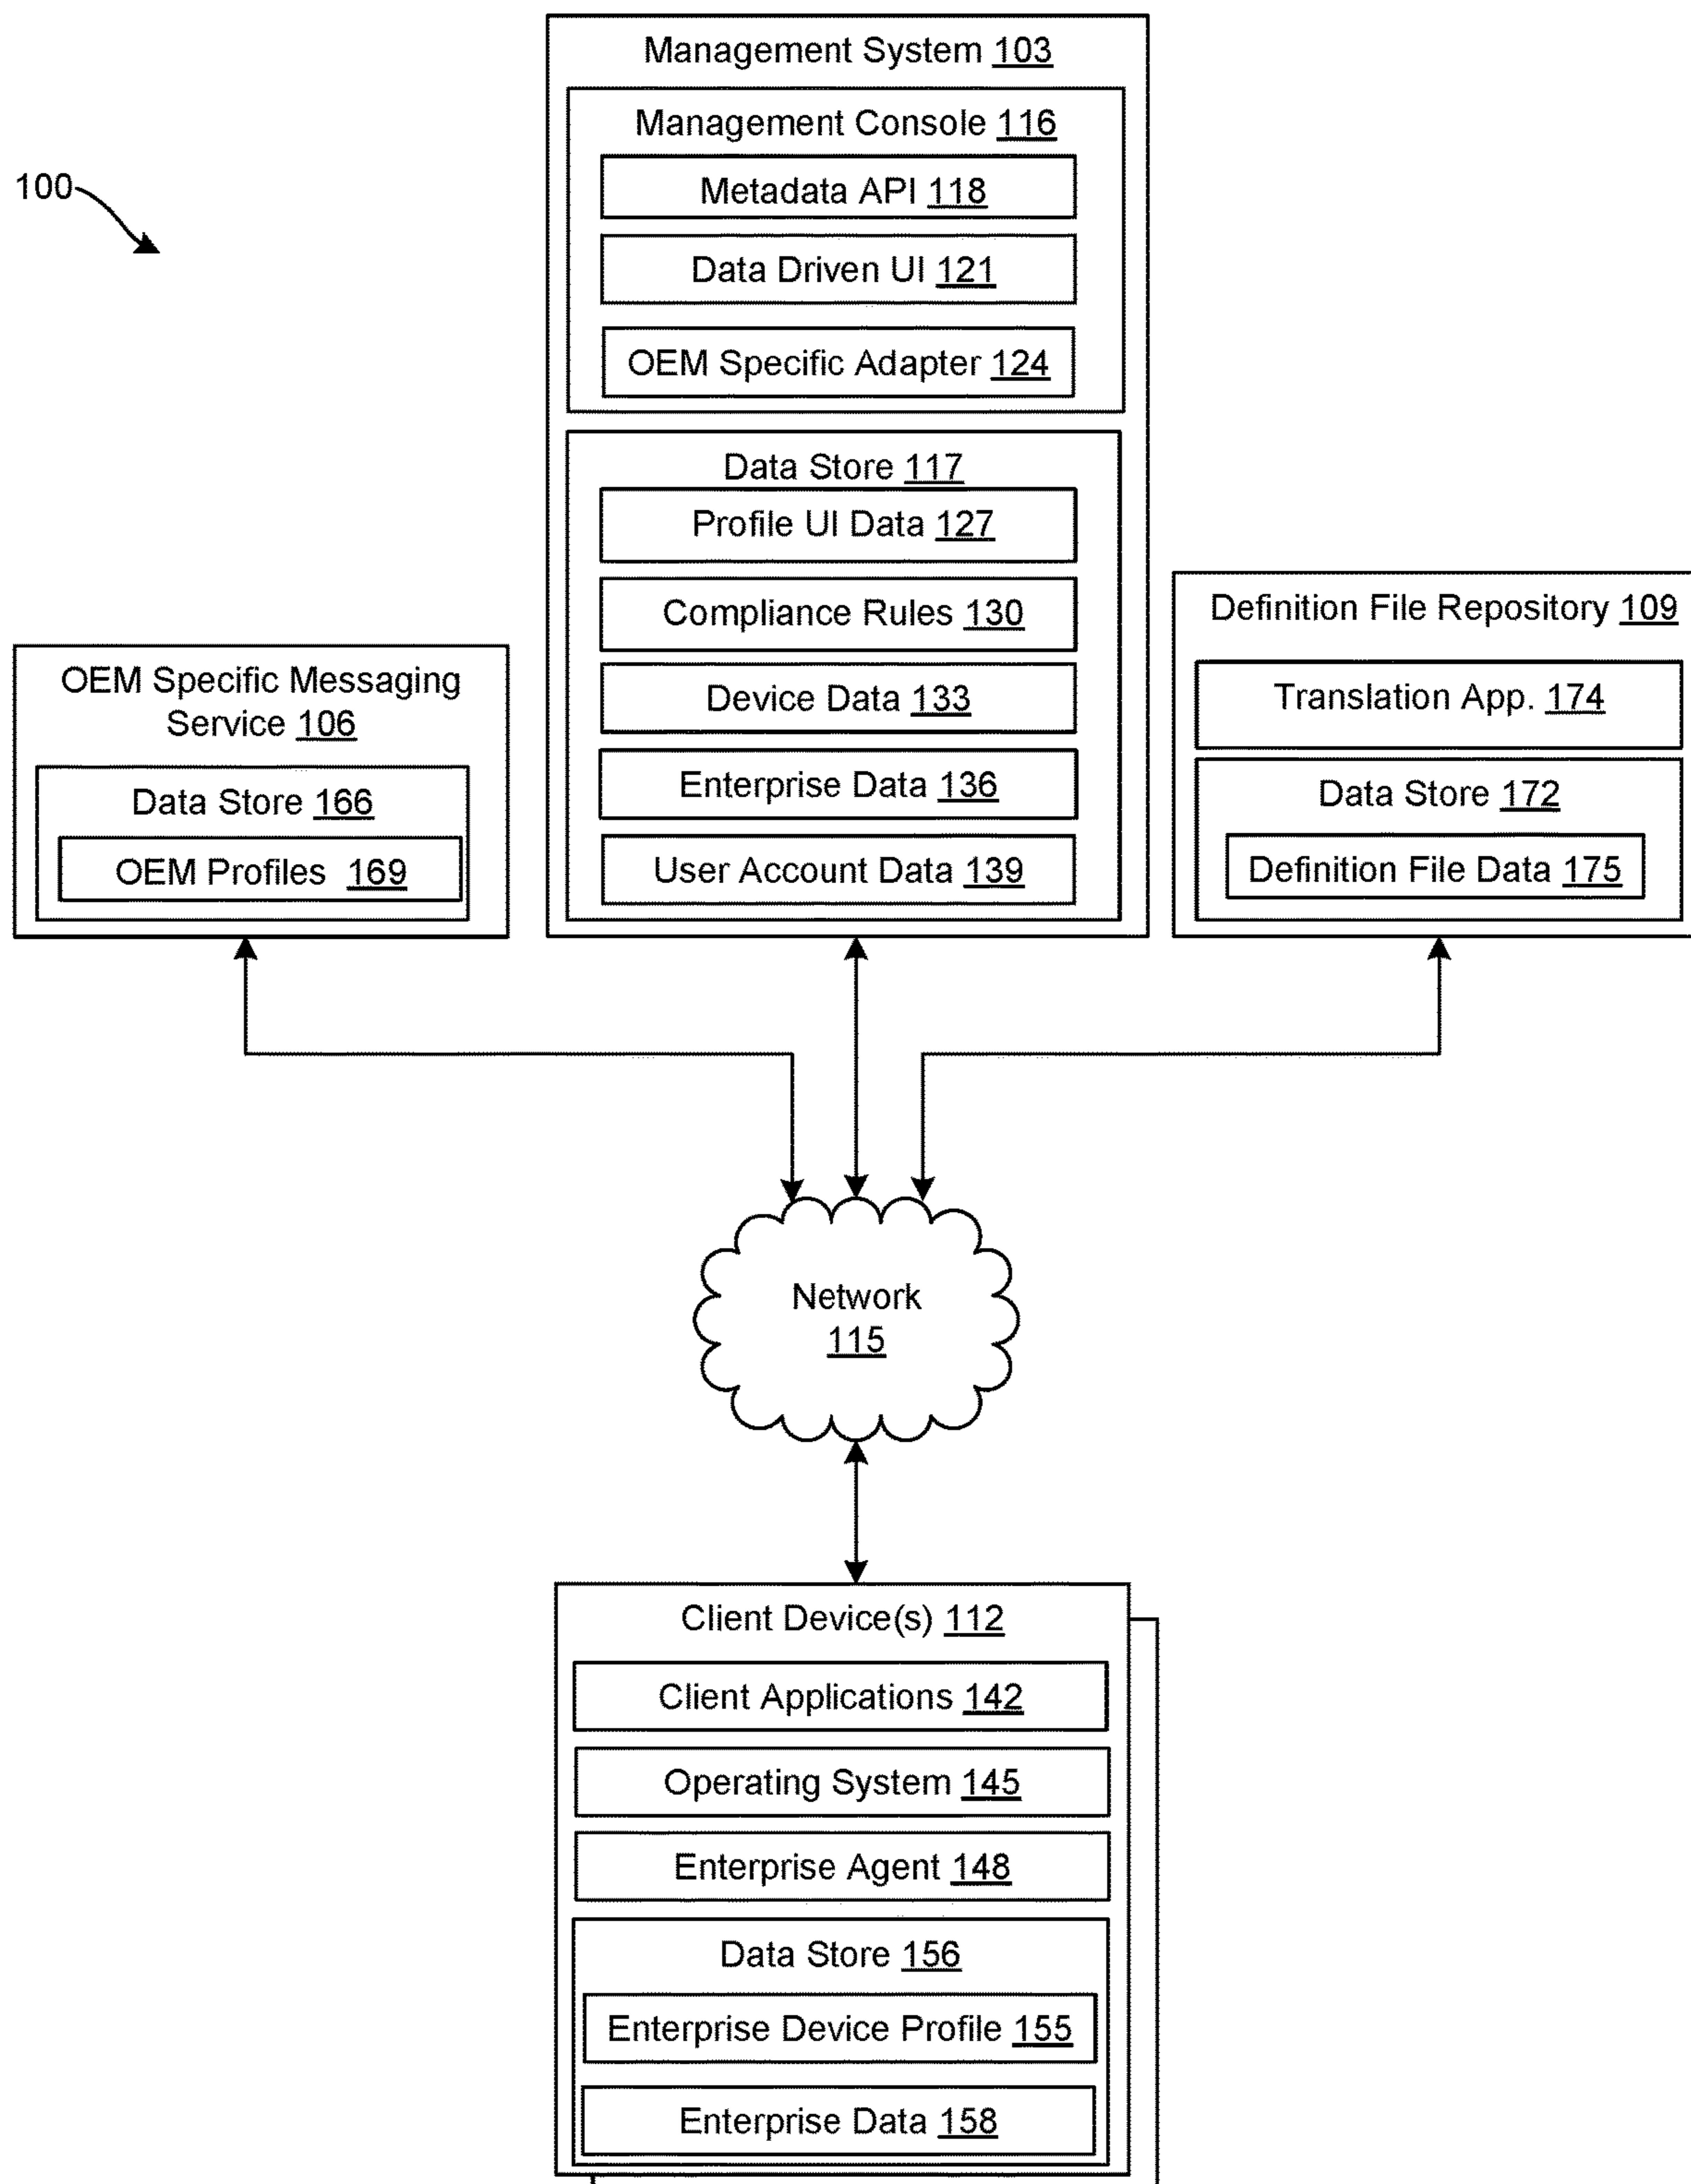 100
Management System 103
Management Console 116
Metadata API 118
Data Driven UI 121
OEM Specific Adapter 124
Data Store 117
Profile UI Data 127
Compliance Rules 130
Device Data 133
Enterprise Data 136
User Account Data 139
OEM Specific Messaging
Service 106
Data Store 166
OEM Profiles 169
Definition File Repository 109
Translation App. 174
Data Store 172
Definition File Data 175
Network
115
Client Device(s) 112
Client Applications 142
Operating System 145
Enterprise Agent 148
Data Store 156
Enterprise Device Profile 155
Enterprise Data 158